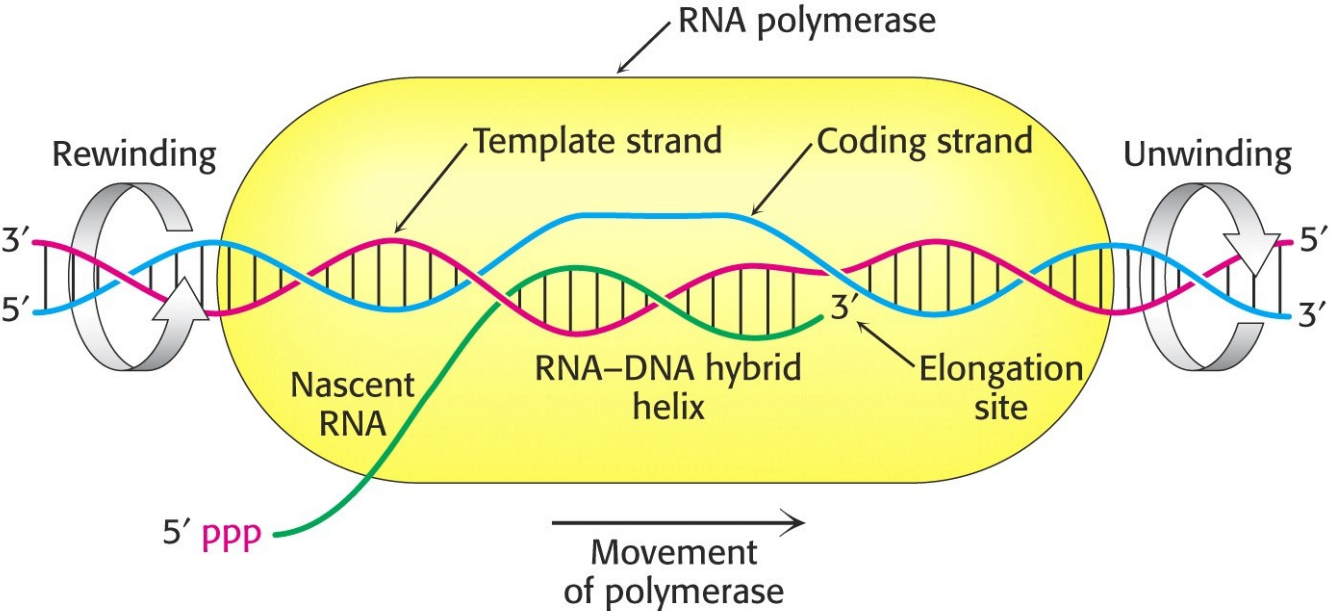 RNA polymerase
Rewinding
Template strand
Coding strand
Unwinding
3′
5′
5′
3′
3′
Nascent
RNA
RNA–DNA hybrid
helix
Elongation
site
5′ ppp
Movement
of polymerase